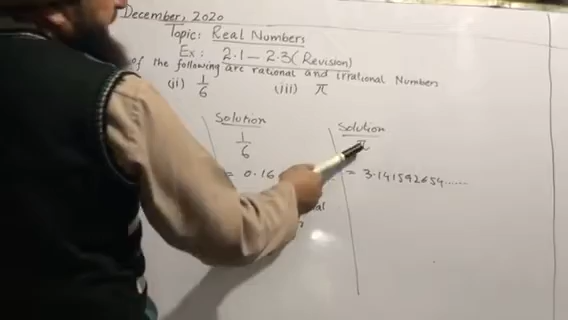 December, 2020
Topic: Real Numbers
Ex: 2.1 – 2.3 (Revision)
of the following are rational and irrational Numbers
(ii) 1/6 (iii) π
Solution Solution
1/6 π
= 0.16 = 3.141592654......